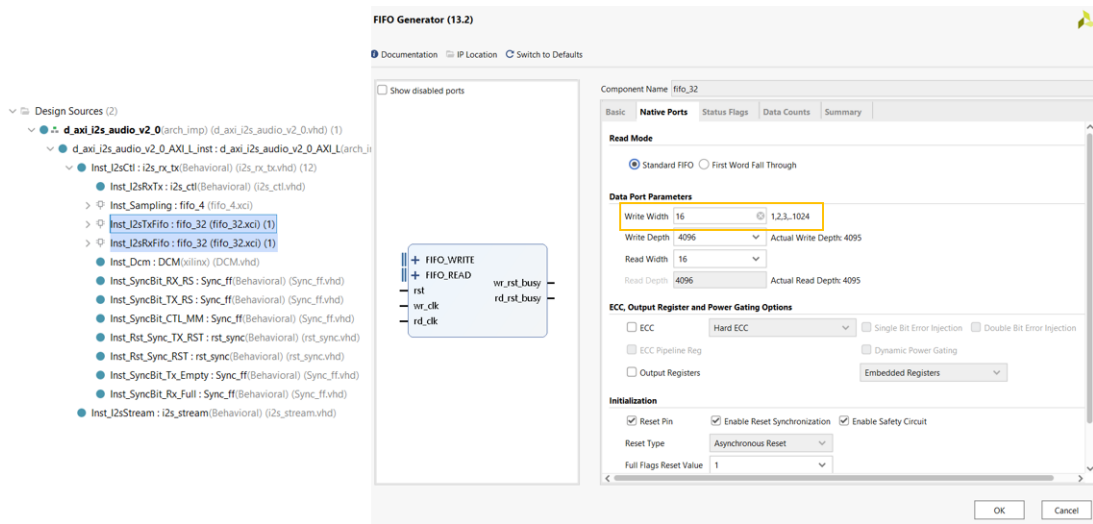 Design Sources (2)
d_axi_i2s_audio_v2_0(arch_imp) (d_axi_i2s_audio_v2_0.vhd) (1)
d_axi_i2s_audio_v2_0_AXI_L_inst : d_axi_i2s_audio_v2_0_AXI_L(arch_i
Inst_I2sCtl : i2s_rx_tx(Behavioral) (i2s_rx_tx.vhd) (12)
Inst_I2sRxTx : i2s_ctl(Behavioral) (i2s_ctl.vhd)
Inst_Sampling : fifo_4 (fifo_4.xci)
Inst_I2sTxFifo : fifo_32 (fifo_32.xci) (1)
Inst_I2sRxFifo : fifo_32 (fifo_32.xci) (1)
Inst_Dcm : DCM(xilinx) (DCM.vhd)
Inst_SyncBit_RX_RS : Sync_ff(Behavioral) (Sync_ff.vhd)
Inst_SyncBit_TX_RS : Sync_ff(Behavioral) (Sync_ff.vhd)
Inst_SyncBit_CTL_MM : Sync_ff(Behavioral) (Sync_ff.vhd)
Inst_Rst_Sync_TX_RST : rst_sync(Behavioral) (rst_sync.vhd)
Inst_Rst_Sync_RST : rst_sync(Behavioral) (rst_sync.vhd)
Inst_SyncBit_Tx_Empty : Sync_ff(Behavioral) (Sync_ff.vhd)
Inst_SyncBit_Rx_Full : Sync_ff(Behavioral) (Sync_ff.vhd)
Inst_I2sStream : i2s_stream(Behavioral) (i2s_stream.vhd)
FIFO Generator (13.2)
Documentation IP Location Switch to Defaults
Show disabled ports
FIFO_WRITE
FIFO_READ
rst
wr_clk
rd_clk
wr_rst_busy
rd_rst_busy
Component Name fifo_32
Basic Native Ports Status Flags Data Counts Summary
Read Mode
Standard FIFO First Word Fall Through
Data Port Parameters
Write Width 16 1,2,3,..1024
Write Depth 4096 Actual Write Depth: 4095
Read Width 16
Read Depth 4096 Actual Read Depth: 4095
ECC, Output Register and Power Gating Options
ECC Hard ECC Single Bit Error Injection Double Bit Error Injection
ECC Pipeline Reg Dynamic Power Gating
Output Registers Embedded Registers
Initialization
Reset Pin Enable Reset Synchronization Enable Safety Circuit
Reset Type Asynchronous Reset
Full Flags Reset Value 1
OK Cancel